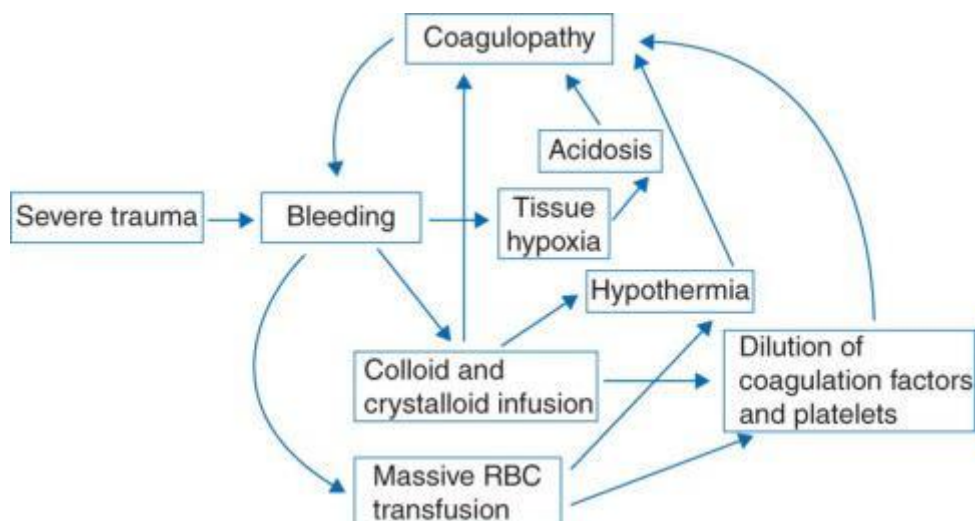 Coagulopathy
Acidosis
Severe trauma
Bleeding
Tissue
hypoxia
Hypothermia
Colloid and
crystalloid infusion
Dilution of
coagulation factors
and platelets
Massive RBC
transfusion